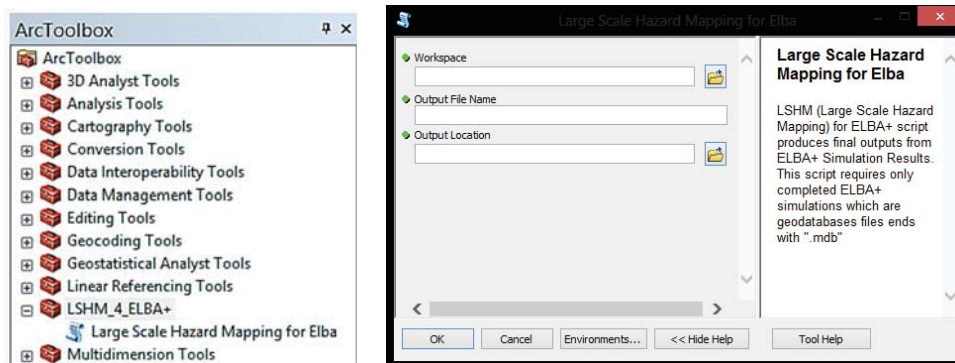 ArcToolbox
ArcToolbox
3D Analyst Tools
Analysis Tools
Cartography Tools
Conversion Tools
Data Interoperability Tools
Data Management Tools
Editing Tools
Geocoding Tools
Geostatistical Analyst Tools
Linear Referencing Tools
LSHM_4_ELBA+
Large Scale Hazard Mapping for Elba
Multidimension Tools
Large Scale Hazard Mapping for Elba
Workspace
Output File Name
Output Location
OK
Cancel
Environments...
<< Hide Help
Large Scale Hazard
Mapping for Elba
LSHM (Large Scale Hazard
Mapping) for ELBA+ script
produces final outputs from
ELBA+ Simulation Results.
This script requires only
completed ELBA+
simulations which are
geodatabases files ends
with ".mdb"
Tool Help